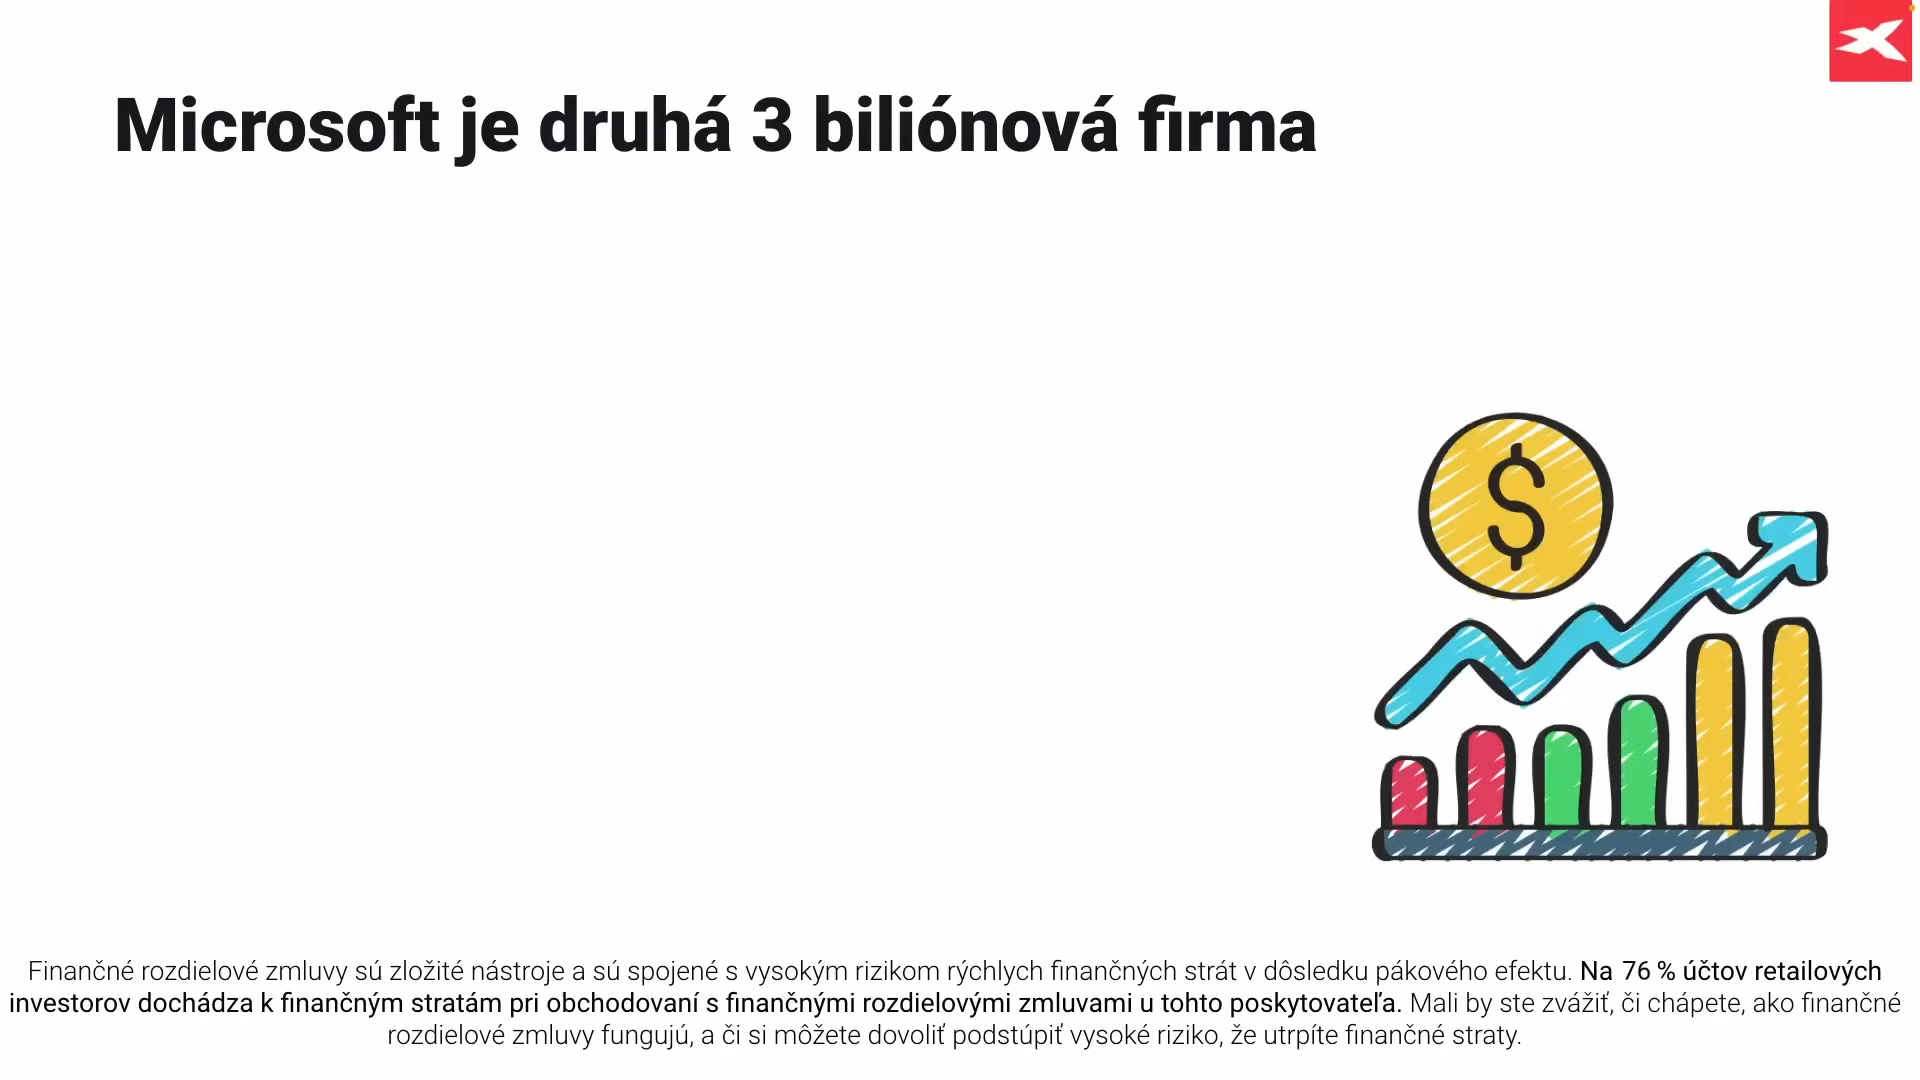 Microsoft je druhá 3 biliónová firma
$
Finančné rozdielové zmluvy sú zložité nástroje a sú spojené s vysokým rizikom rýchlych finančných strát v dôsledku pákového efektu. Na 76 % účtov retailových
investorov dochádza k finančným stratám pri obchodovaní s finančnými rozdielovými zmluvami u tohto poskytovateľa. Mali by ste zvážiť, či chápete, ako finančné
rozdielové zmluvy fungujú, a či si môžete dovoliť podstúpiť vysoké riziko, že utrpíte finančné straty.